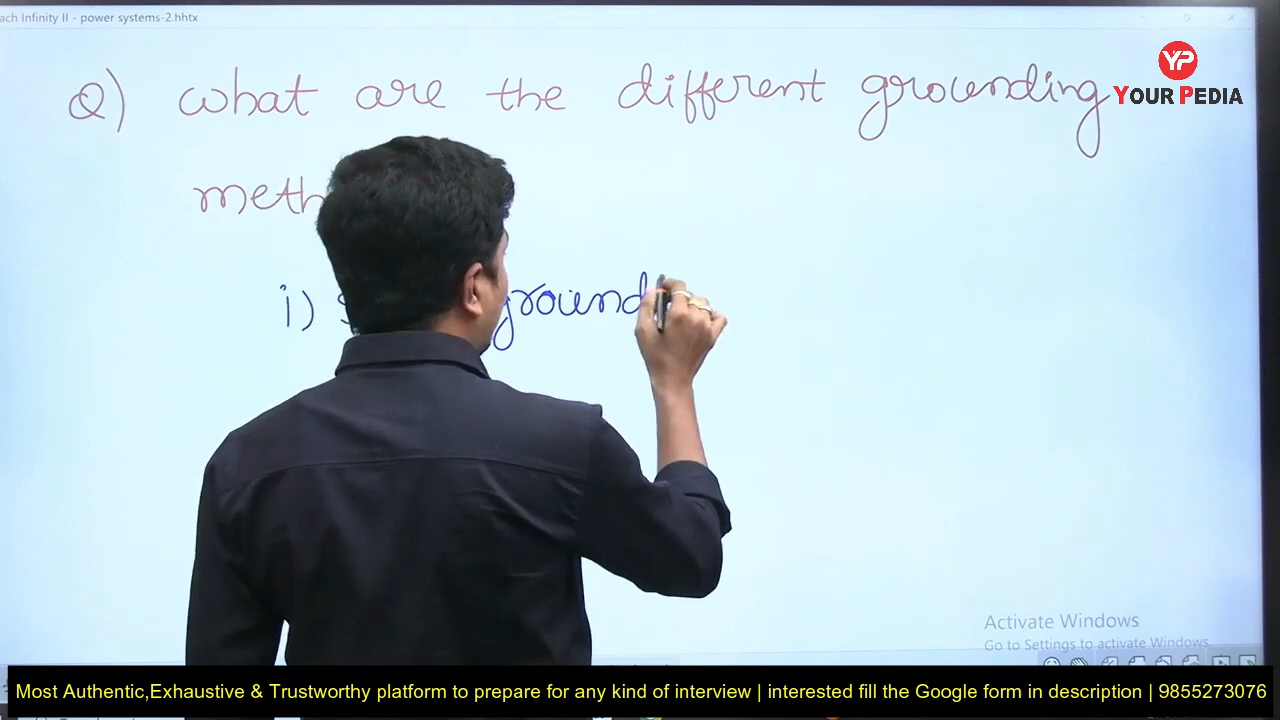 ach Infinity II - power systems-2.hhtx
YP
YOUR PEDIA
Q) what are the different grounding
meth
i) S ground
Activate Windows
Go to Settings to activate Windows.
Most Authentic,Exhaustive & Trustworthy platform to prepare for any kind of interview | interested fill the Google form in description | 9855273076